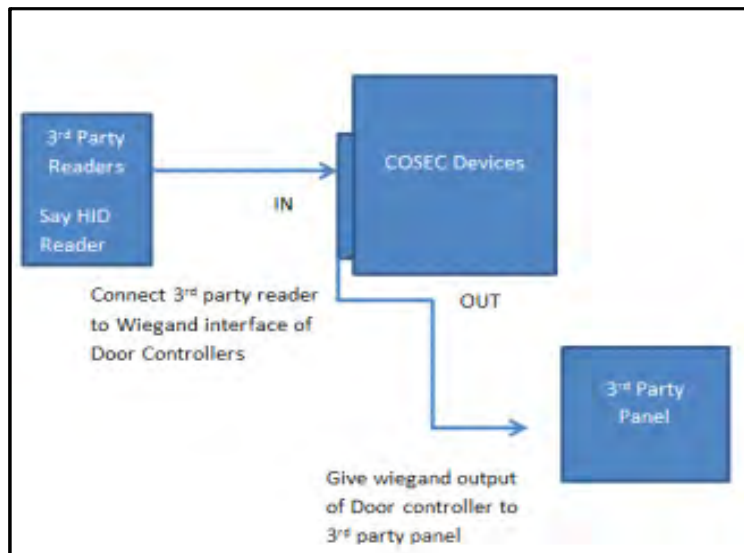 3rd Party
Readers
Say HID
Reader
IN
COSEC Devices
Connect 3rd party reader
to Wiegand interface of
Door Controllers
OUT
3rd Party
Panel
Give wiegand output
of Door controller to
3rd party panel